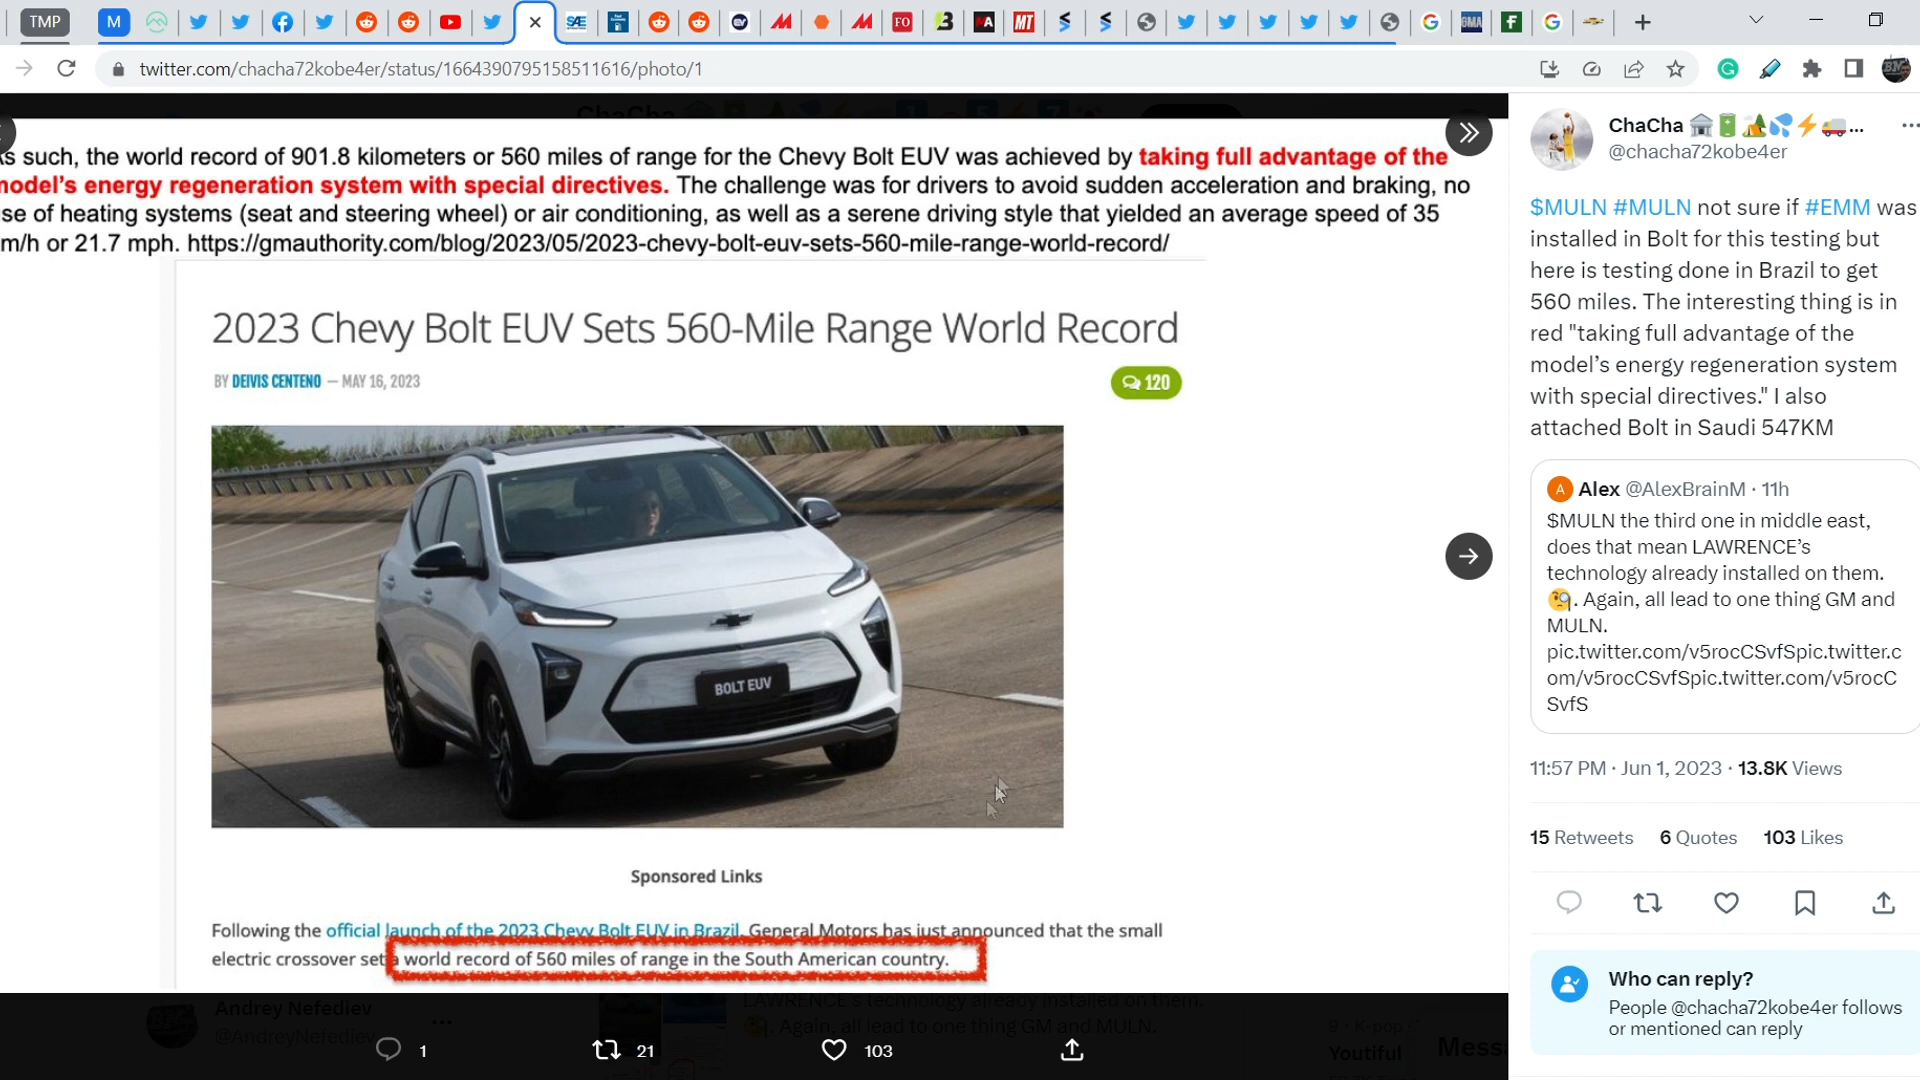 TMP
M
twitter.com/chacha72kobe4er/status/1664390795158511616/photo/1
s such, the world record of 901.8 kilometers or 560 miles of range for the Chevy Bolt EUV was achieved by taking full advantage of the
model's energy regeneration system with special directives. The challenge was for drivers to avoid sudden acceleration and braking, no
se of heating systems (seat and steering wheel) or air conditioning, as well as a serene driving style that yielded an average speed of 35
m/h or 21.7 mph. https://gmauthority.com/blog/2023/05/2023-chevy-bolt-euv-sets-560-mile-range-world-record/
2023 Chevy Bolt EUV Sets 560-Mile Range World Record
BY DEIVIS CENTENO — MAY 16, 2023
120
BOLT EUV
Sponsored Links
Following the official launch of the 2023 Chevy Bolt EUV in Brazil, General Motors has just announced that the small
electric crossover set a world record of 560 miles of range in the South American country.
Andrey Nefediev
@AndreyNefediev
LAWRENCE's technology already installed on them.
. Again, all lead to one thing GM and MULN.
Youtiful
1
21
103
ChaCha 🏛️🔋🏕️💦⚡🚚...
@chacha72kobe4er
$MULN #MULN not sure if #EMM was
installed in Bolt for this testing but
here is testing done in Brazil to get
560 miles. The interesting thing is in
red "taking full advantage of the
model's energy regeneration system
with special directives." I also
attached Bolt in Saudi 547KM
A Alex @AlexBrainM · 11h
$MULN the third one in middle east,
does that mean LAWRENCE's
technology already installed on them.
🧐. Again, all lead to one thing GM and
MULN.
pic.twitter.com/v5rocCSvfSpic.twitter.c
om/v5rocCSvfSpic.twitter.com/v5rocC
SvfS
11:57 PM · Jun 1, 2023 · 13.8K Views
15 Retweets 6 Quotes 103 Likes
Who can reply?
People @chacha72kobe4er follows
or mentioned can reply